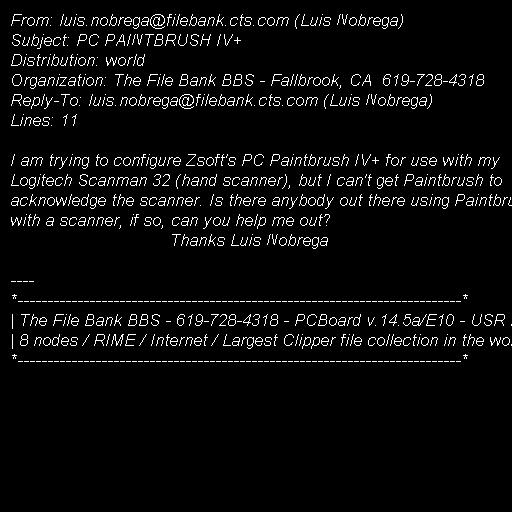 From: luis.nobrega@filebank.cts.com (Luis Nobrega)
Subject: PC PAINTBRUSH IV+
Distribution: world
Organization: The File Bank BBS - Fallbrook, CA  619-728-4318
Reply-To: luis.nobrega@filebank.cts.com (Luis Nobrega)
Lines: 11

I am trying to configure Zsoft's PC Paintbrush IV+ for use with my
Logitech Scanman 32 (hand scanner), but I can't get Paintbrush to
acknowledge the scanner. Is there anybody out there using Paintbru
with a scanner, if so, can you help me out?
Thanks Luis Nobrega

----
*--------------------------------------------------------------------------*
| The File Bank BBS - 619-728-4318 - PCBoard v.14.5a/E10 - USR
| 8 nodes / RIME / Internet / Largest Clipper file collection in the wo
*--------------------------------------------------------------------------*